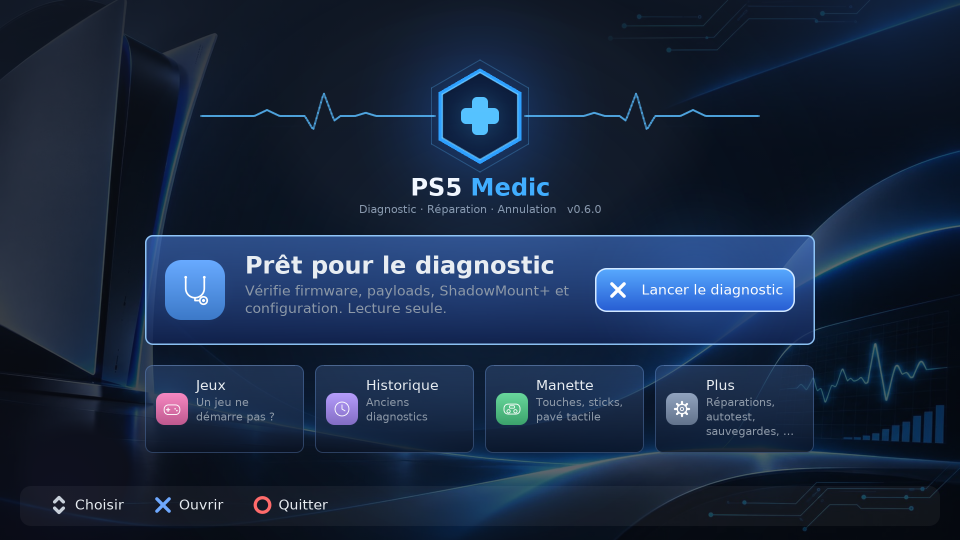 PS5 Medic
Diagnostic · Réparation · Annulation v0.6.0
Prêt pour le diagnostic
Vérifie firmware, payloads, ShadowMount+ et
configuration. Lecture seule.
Lancer le diagnostic
Jeux
Un jeu ne
démarre pas ?
Historique
Anciens
diagnostics
Manette
Touches, sticks,
pavé tactile
Plus
Réparations,
autotest,
sauvegardes, ...
Choisir
Ouvrir
Quitter